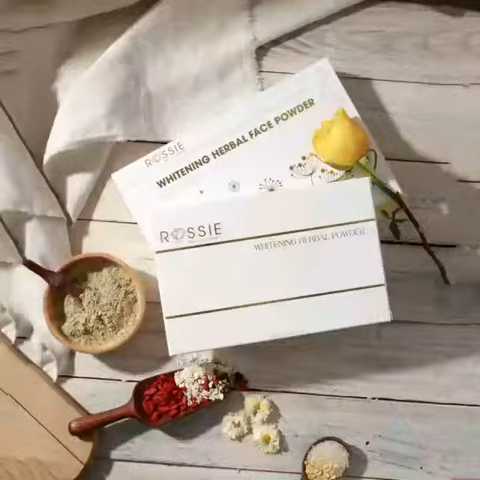 ROSSIE
WHITENING HERBAL FACE POWDER
ROSSIE
WHITENING HERBAL POWDER